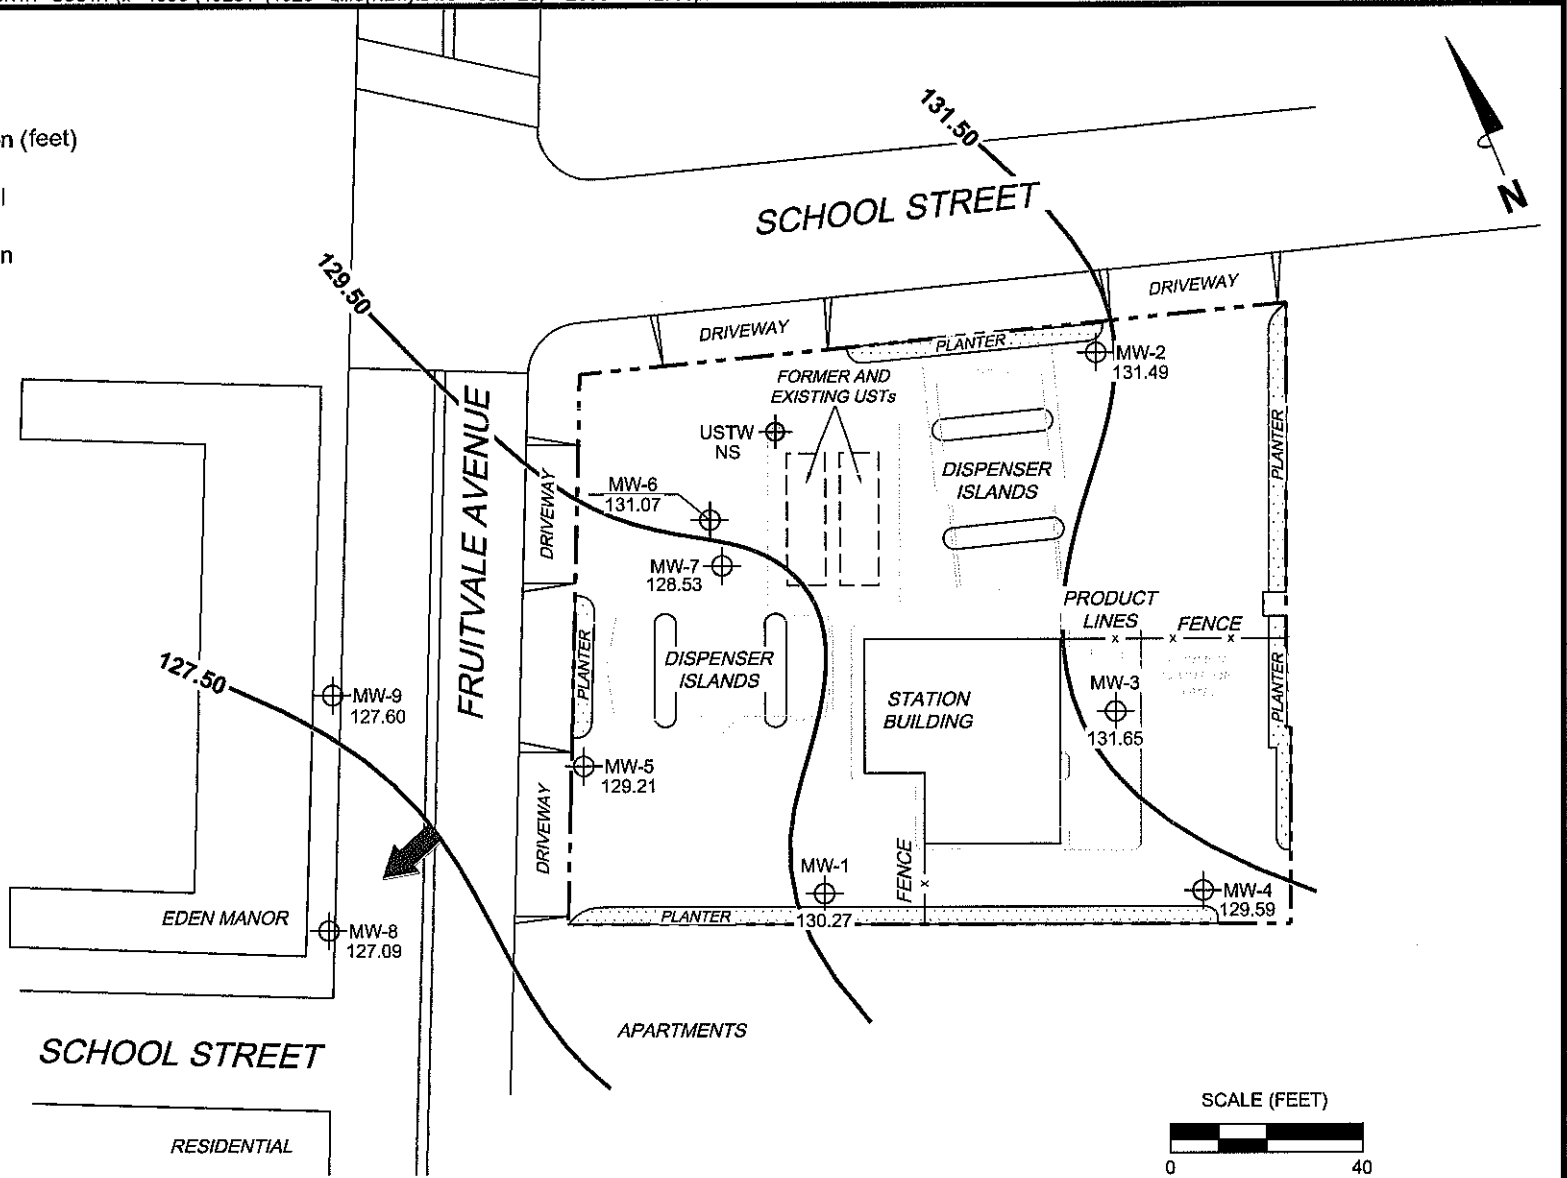 n (feet)
l
n
131.50
N
SCHOOL STREET
129.50
DRIVEWAY
DRIVEWAY
PLANTER
MW-2
131.49
FORMER AND
EXISTING USTs
FRUITVALE AVENUE
USTW
NS
PLANTER
DISPENSER
ISLANDS
MW-6
131.07
DRIVEWAY
MW-7
128.53
PRODUCT
LINES
FENCE
127.50
PLANTER
DISPENSER
ISLANDS
MW-9
127.60
STATION
BUILDING
MW-3
131.65
PLANTER
MW-5
129.21
DRIVEWAY
MW-1
130.27
FENCE
MW-4
129.59
EDEN MANOR
PLANTER
MW-8
127.09
APARTMENTS
SCHOOL STREET
SCALE (FEET)
0 40
RESIDENTIAL